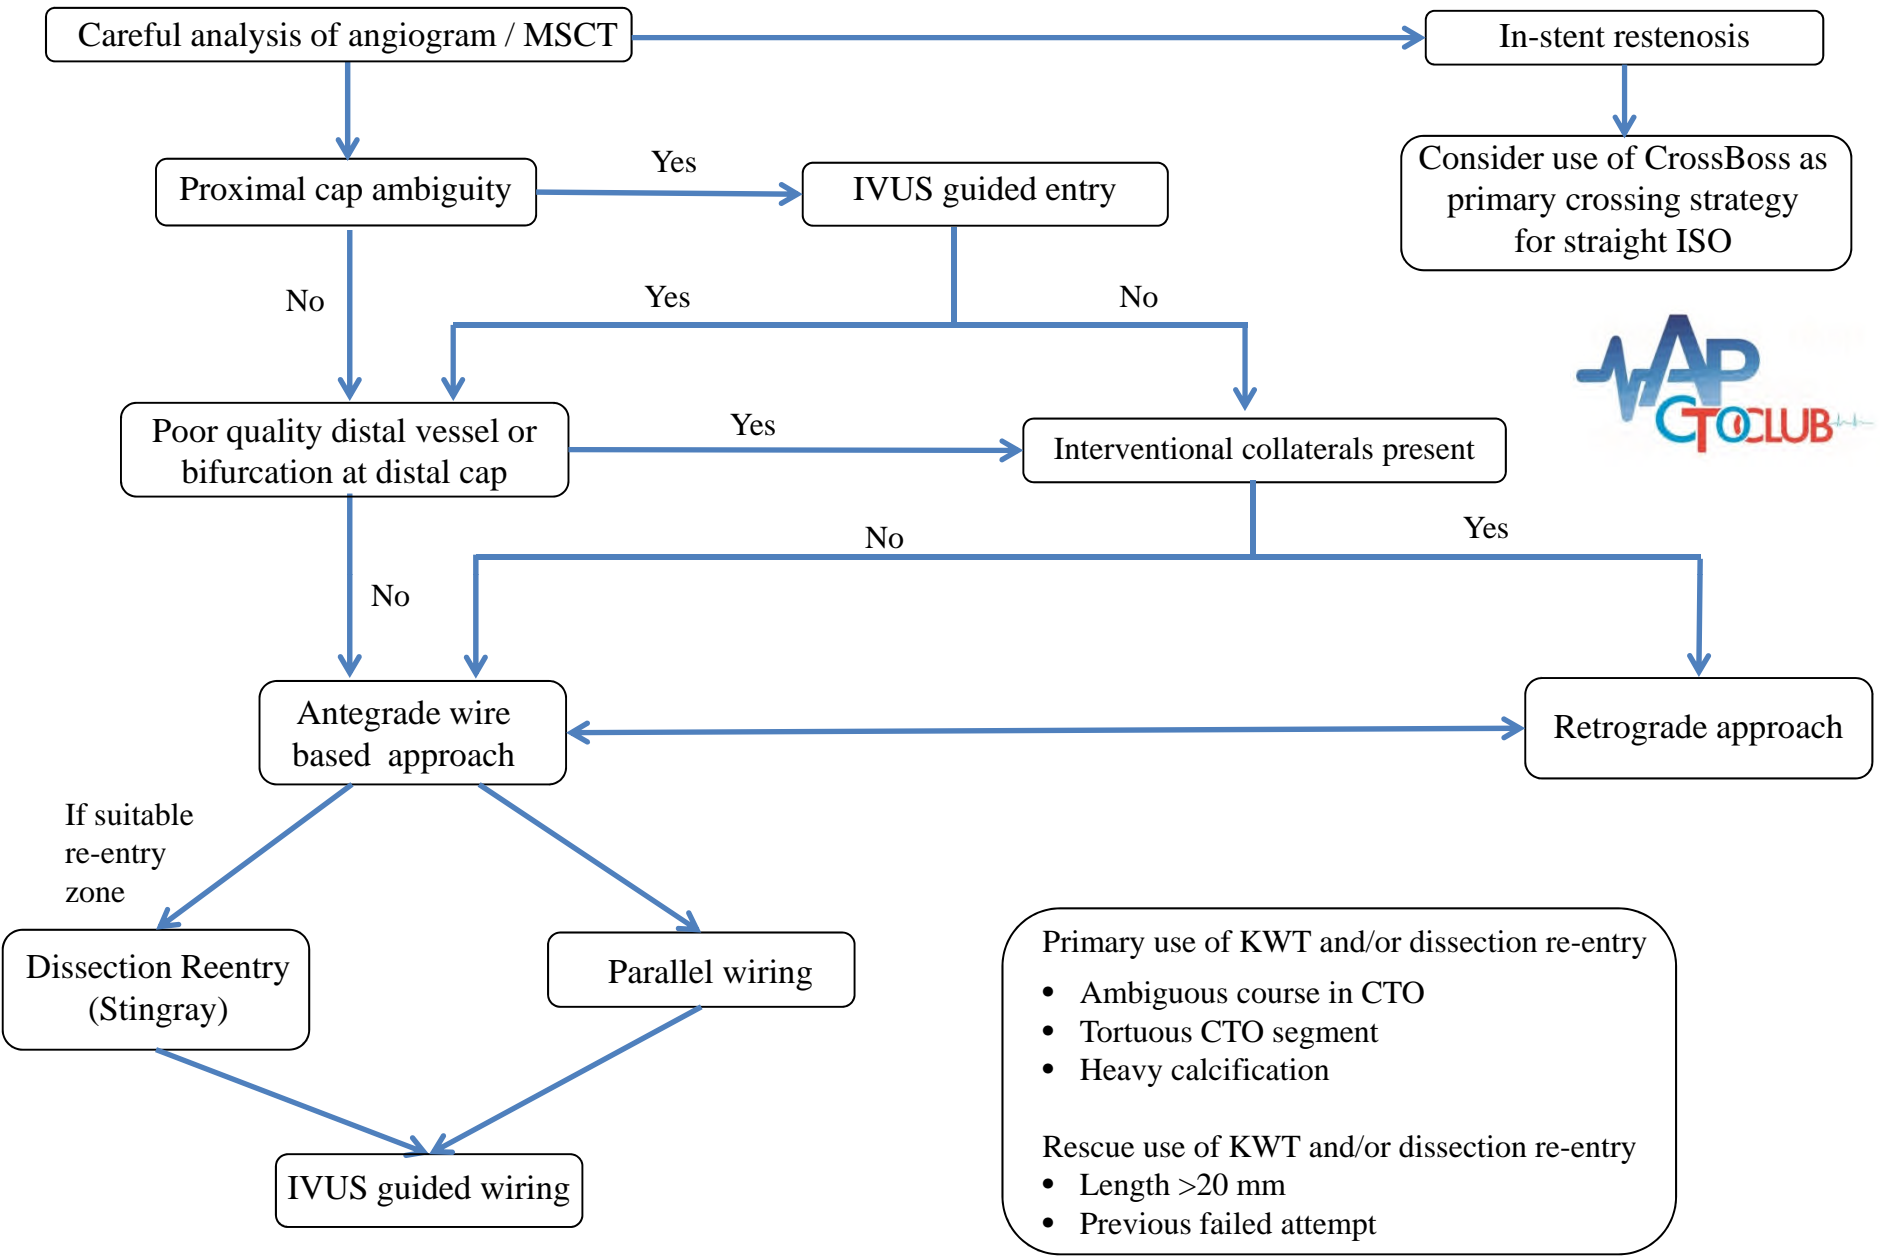 Careful analysis of angiogram / MSCT
In-stent restenosis
Proximal cap ambiguity
Yes
IVUS guided entry
Consider use of CrossBoss as
primary crossing strategy
for straight ISO
No
Yes
No
AP
CTOCLUB
Poor quality distal vessel or
bifurcation at distal cap
Yes
Interventional collaterals present
No
No
Yes
Antegrade wire
based approach
Retrograde approach
If suitable
re-entry
zone
Dissection Reentry
(Stingray)
Parallel wiring
IVUS guided wiring
Primary use of KWT and/or dissection re-entry
• Ambiguous course in CTO
• Tortuous CTO segment
• Heavy calcification
Rescue use of KWT and/or dissection re-entry
• Length >20 mm
• Previous failed attempt